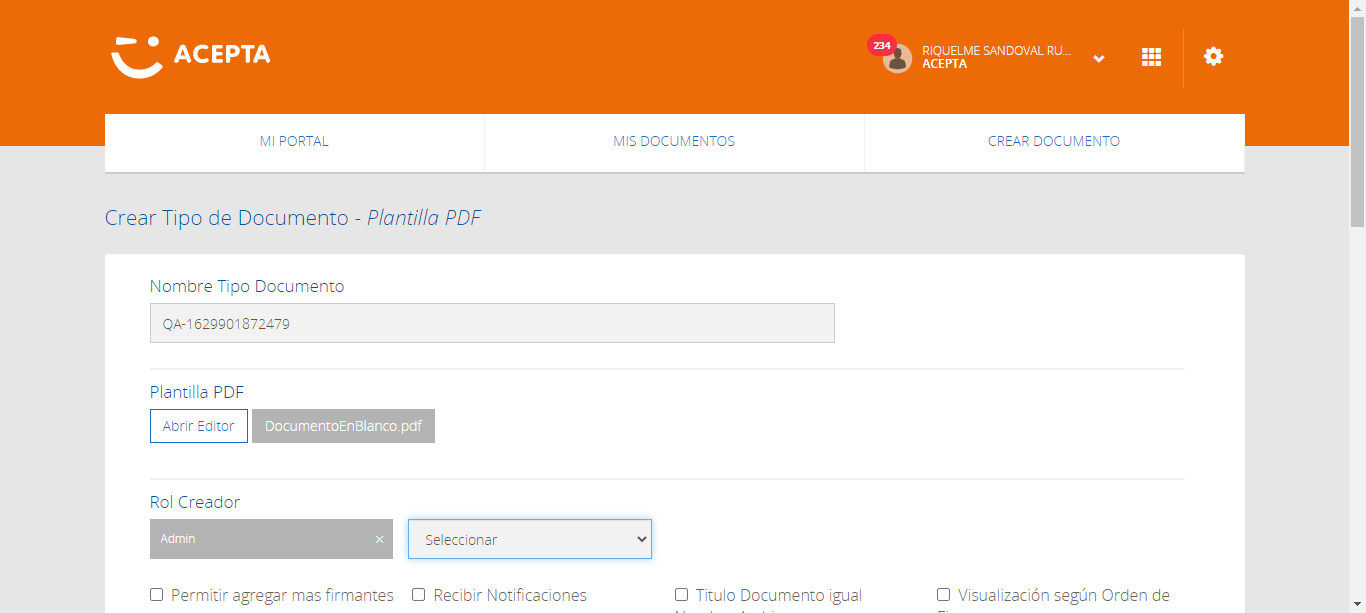 ACEPTA
234
RIQUELME SANDOVAL RU...
ACEPTA
MI PORTAL
MIS DOCUMENTOS
CREAR DOCUMENTO
Crear Tipo de Documento - Plantilla PDF
Nombre Tipo Documento
QA-1629901872479
Plantilla PDF
Abrir Editor
DocumentoEnBlanco.pdf
Rol Creador
Admin ×
Seleccionar
Permitir agregar mas firmantes
Recibir Notificaciones
Titulo Documento igual
Visualización según Orden de